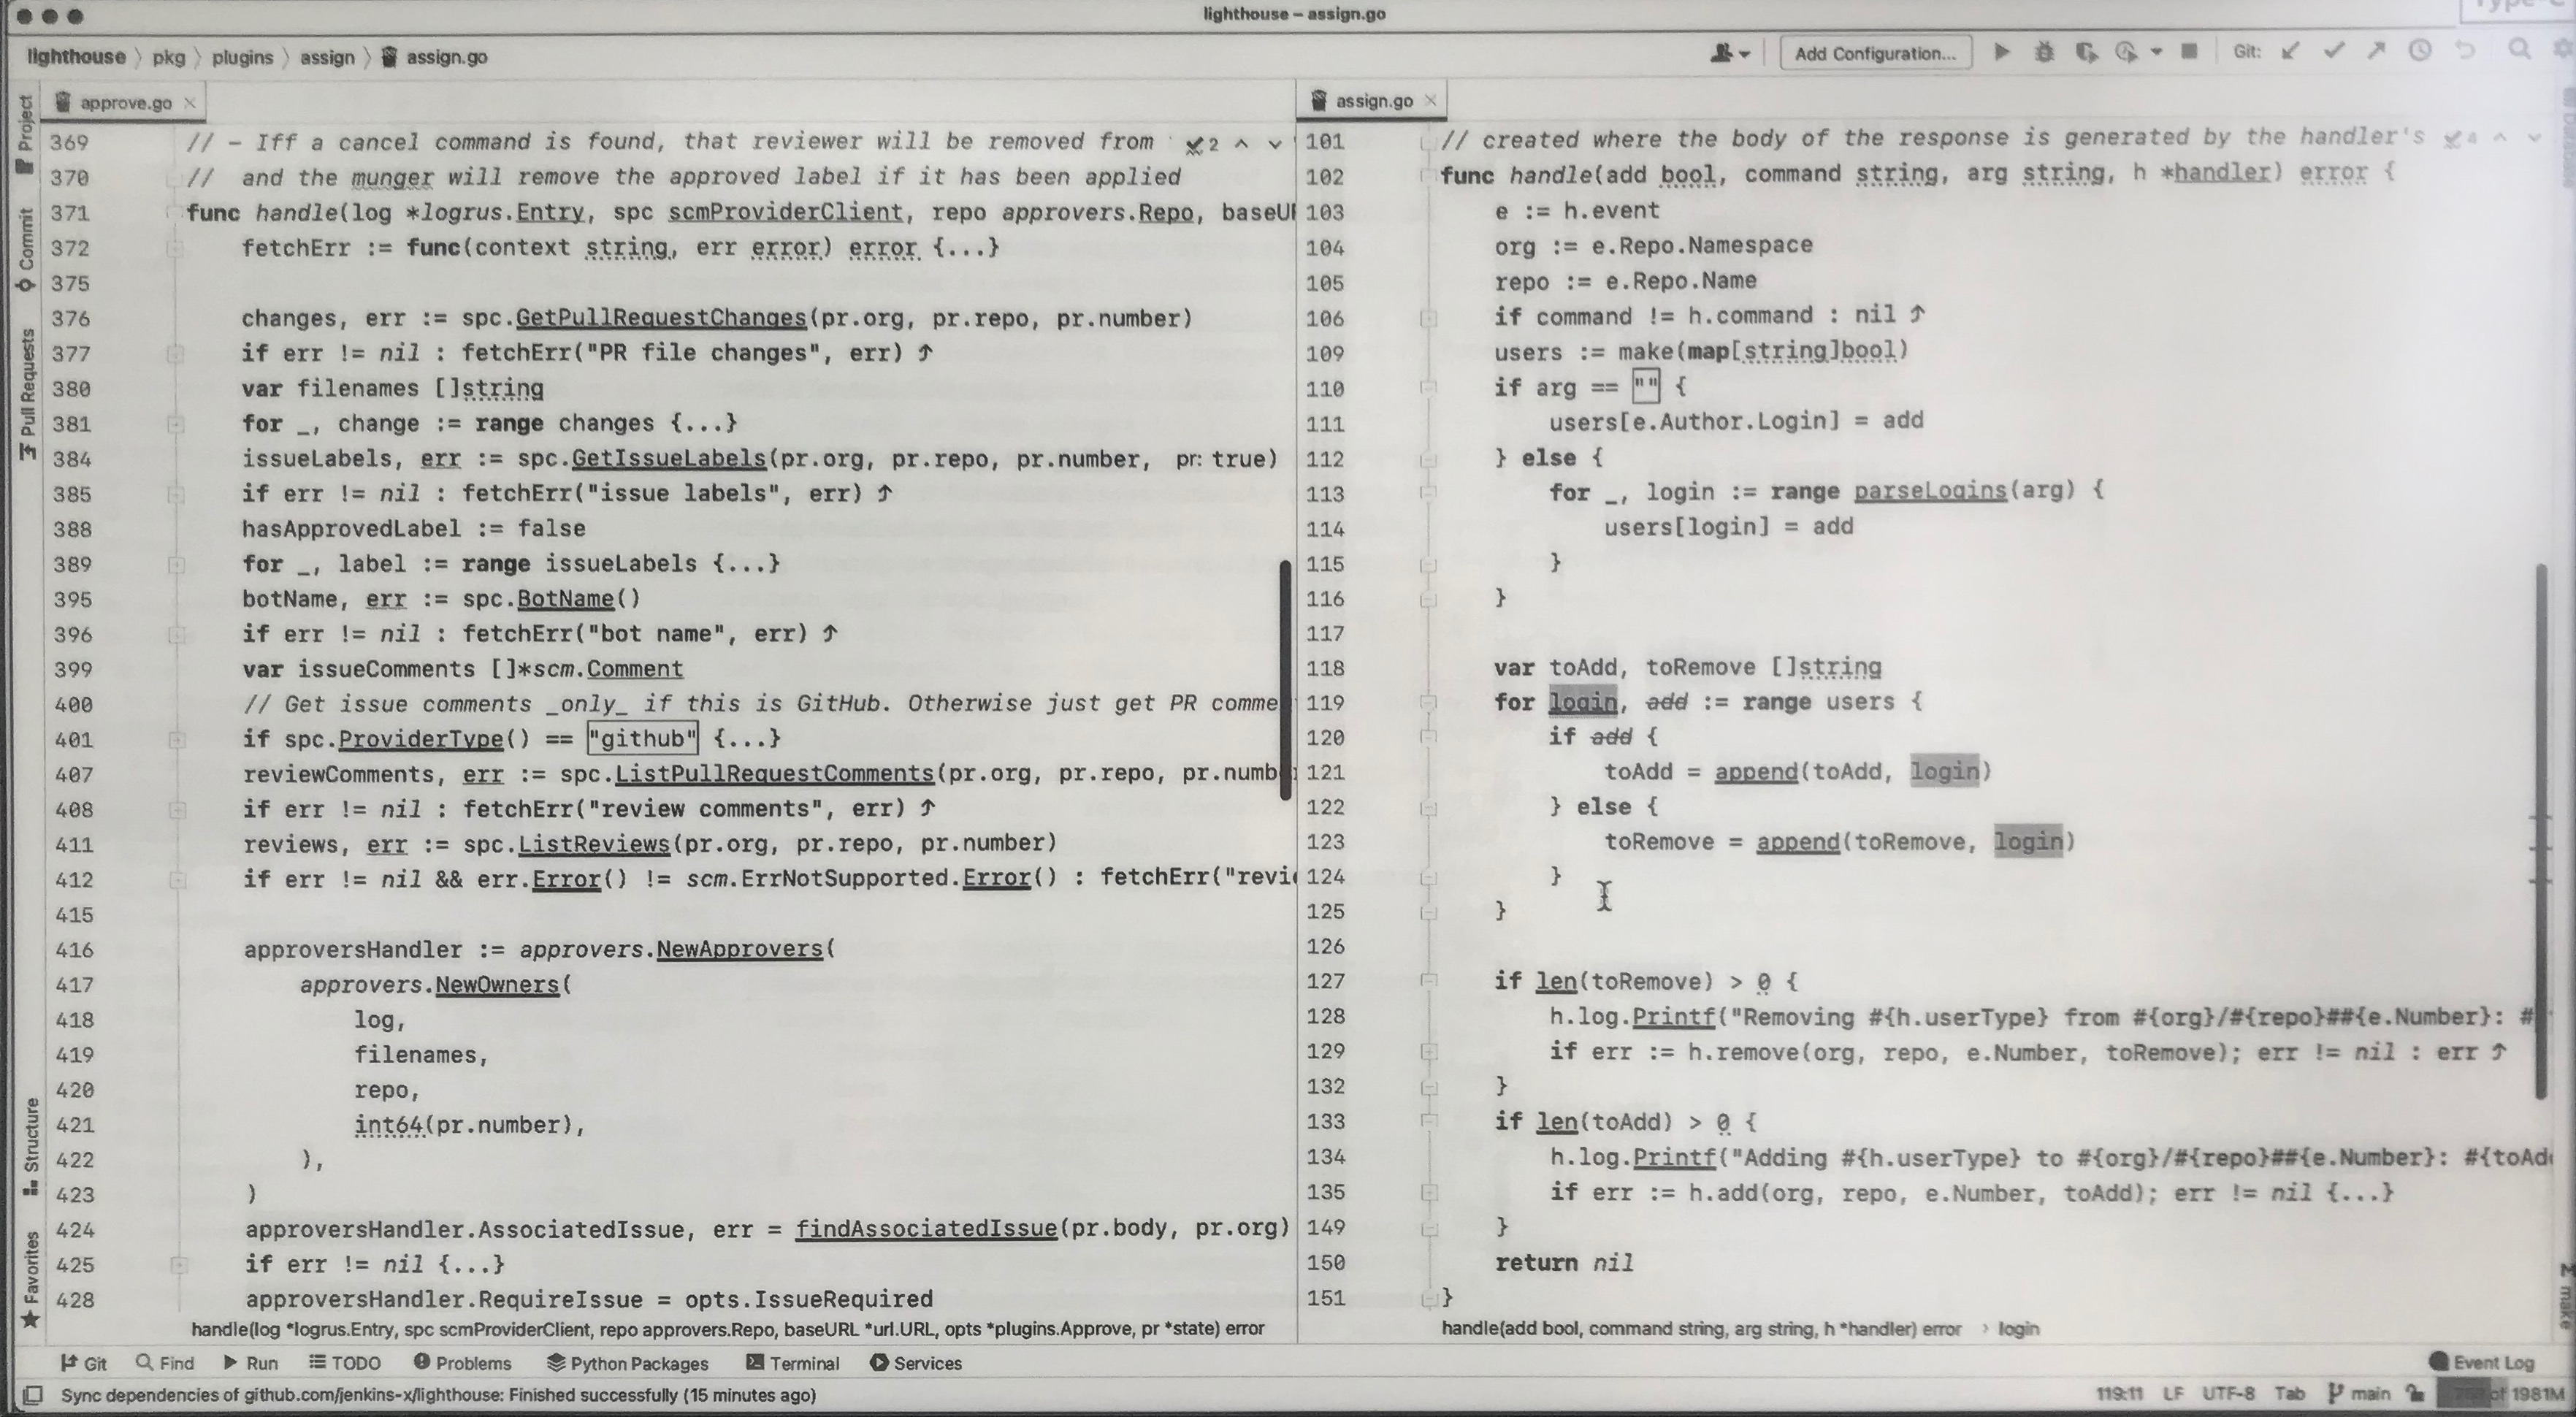 Type-C
lighthouse – assign.go
lighthouse 〉 pkg 〉 plugins 〉 assign 〉 assign.go
Add Configuration...
Git:
Project
Commit
Pull Requests
Structure
Favorites
approve.go ×
369 // – Iff a cancel command is found, that reviewer will be removed from 2
370 //  and the munger will remove the approved label if it has been applied
371 func handle(log *logrus.Entry, spc scmProviderClient, repo approvers.Repo, baseUR
372     fetchErr := func(context string, err error) error {...}
375
376     changes, err := spc.GetPullRequestChanges(pr.org, pr.repo, pr.number)
377     if err != nil : fetchErr("PR file changes", err) ⤴
380     var filenames []string
381     for _, change := range changes {...}
384     issueLabels, err := spc.GetIssueLabels(pr.org, pr.repo, pr.number, pr: true)
385     if err != nil : fetchErr("issue labels", err) ⤴
388     hasApprovedLabel := false
389     for _, label := range issueLabels {...}
395     botName, err := spc.BotName()
396     if err != nil : fetchErr("bot name", err) ⤴
399     var issueComments []*scm.Comment
400     // Get issue comments _only_ if this is GitHub. Otherwise just get PR comme
401     if spc.ProviderType() == "github" {...}
407     reviewComments, err := spc.ListPullRequestComments(pr.org, pr.repo, pr.numb
408     if err != nil : fetchErr("review comments", err) ⤴
411     reviews, err := spc.ListReviews(pr.org, pr.repo, pr.number)
412     if err != nil && err.Error() != scm.ErrNotSupported.Error() : fetchErr("revi
415
416     approversHandler := approvers.NewApprovers(
417         approvers.NewOwners(
418             log,
419             filenames,
420             repo,
421             int64(pr.number),
422         ),
423     )
424     approversHandler.AssociatedIssue, err = findAssociatedIssue(pr.body, pr.org)
425     if err != nil {...}
428     approversHandler.RequireIssue = opts.IssueRequired
handle(log *logrus.Entry, spc scmProviderClient, repo approvers.Repo, baseURL *url.URL, opts *plugins.Approve, pr *state) error
assign.go ×
101 // created where the body of the response is generated by the handler's 4
102 func handle(add bool, command string, arg string, h *handler) error {
103     e := h.event
104     org := e.Repo.Namespace
105     repo := e.Repo.Name
106     if command != h.command : nil ⤴
109     users := make(map[string]bool)
110     if arg == "" {
111         users[e.Author.Login] = add
112     } else {
113         for _, login := range parseLogins(arg) {
114             users[login] = add
115         }
116     }
117
118     var toAdd, toRemove []string
119     for login, add := range users {
120         if add {
121             toAdd = append(toAdd, login)
122         } else {
123             toRemove = append(toRemove, login)
124         }
125     }
126
127     if len(toRemove) > 0 {
128         h.log.Printf("Removing #{h.userType} from #{org}/#{repo}##{e.Number}: #
129         if err := h.remove(org, repo, e.Number, toRemove); err != nil : err ⤴
132     }
133     if len(toAdd) > 0 {
134         h.log.Printf("Adding #{h.userType} to #{org}/#{repo}##{e.Number}: #{toAd
135         if err := h.add(org, repo, e.Number, toAdd); err != nil {...}
149     }
150     return nil
151 }
handle(add bool, command string, arg string, h *handler) error 〉 login
make
Git Find Run TODO Problems Python Packages Terminal Services Event Log
Sync dependencies of github.com/jenkins-x/lighthouse: Finished successfully (15 minutes ago) 119:11 LF UTF-8 Tab main of 1981M